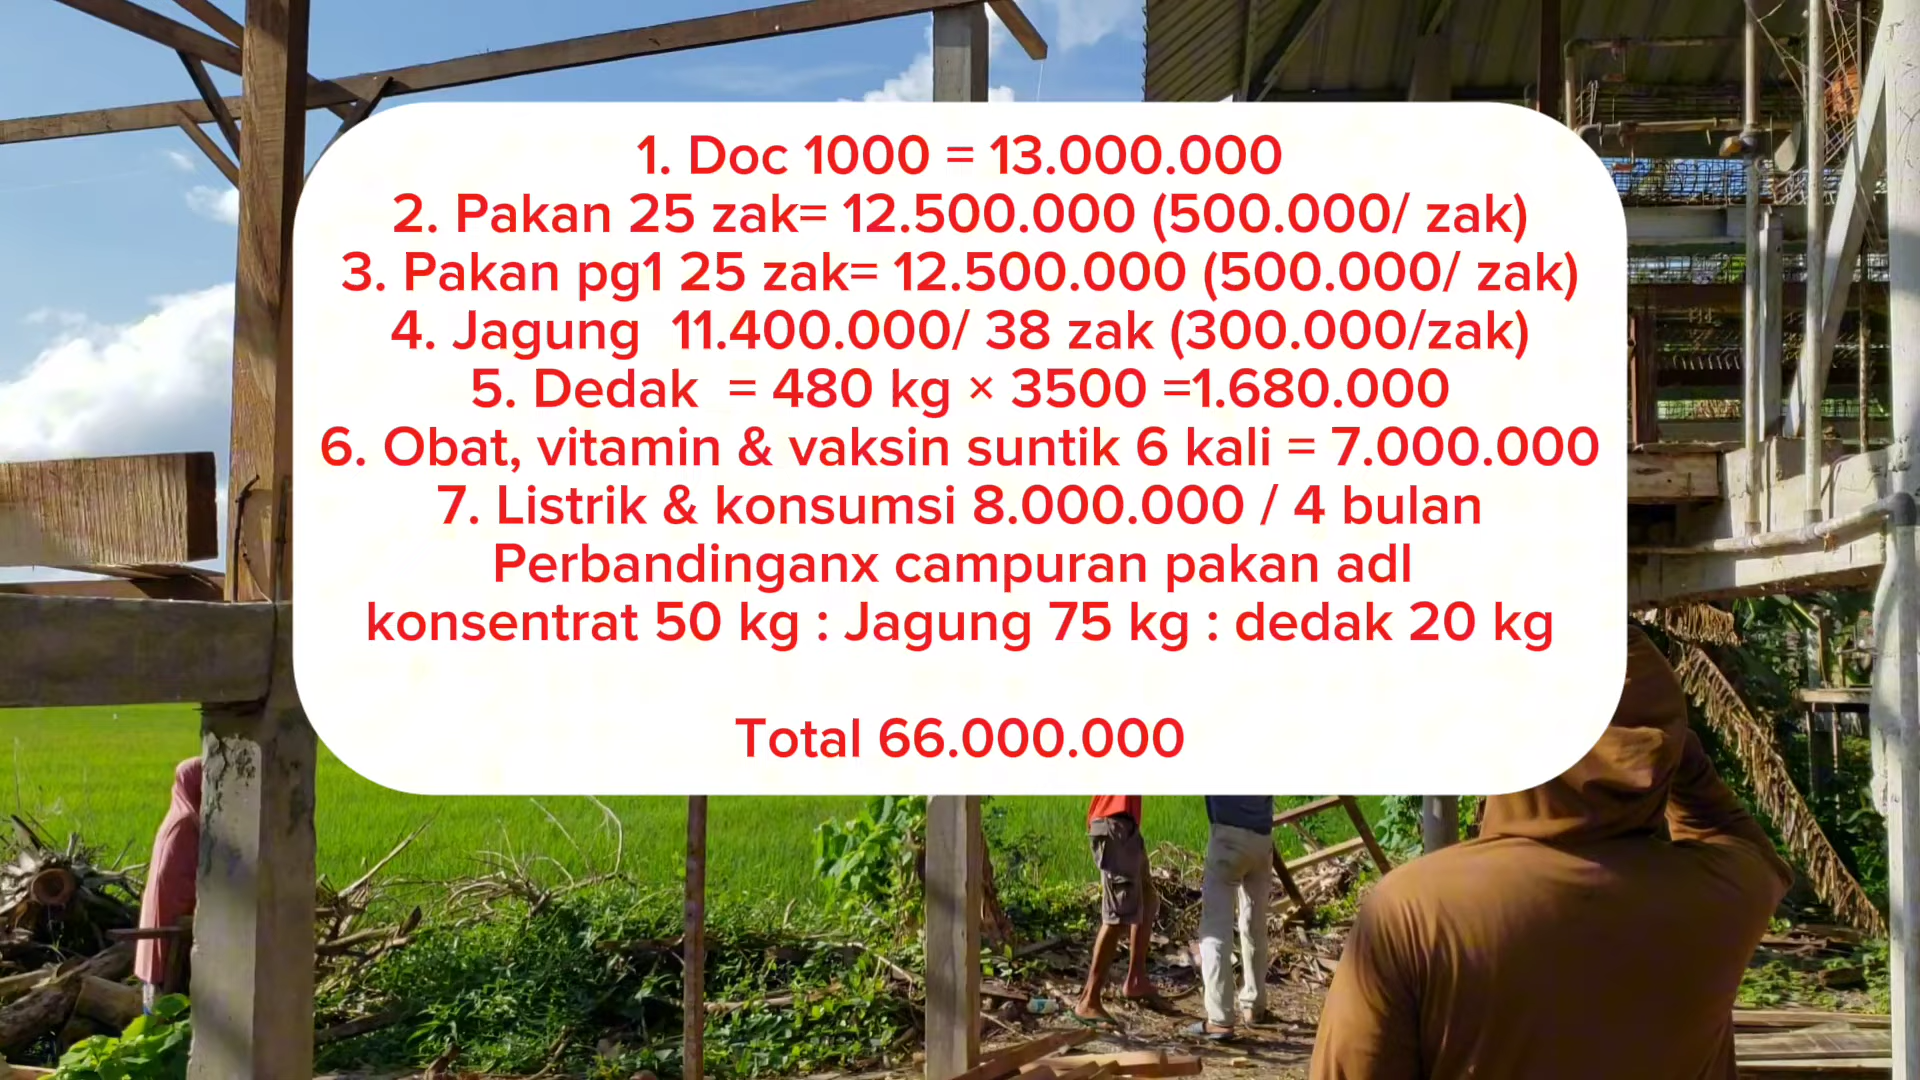 1. Doc 1000 = 13.000.000
2. Pakan 25 zak= 12.500.000 (500.000/ zak)
3. Pakan pg1 25 zak= 12.500.000 (500.000/ zak)
4. Jagung  11.400.000/ 38 zak (300.000/zak)
5. Dedak  = 480 kg × 3500 =1.680.000
6. Obat, vitamin & vaksin suntik 6 kali = 7.000.000
7. Listrik & konsumsi 8.000.000 / 4 bulan
Perbandinganx campuran pakan adl
konsentrat 50 kg : Jagung 75 kg : dedak 20 kg
Total 66.000.000